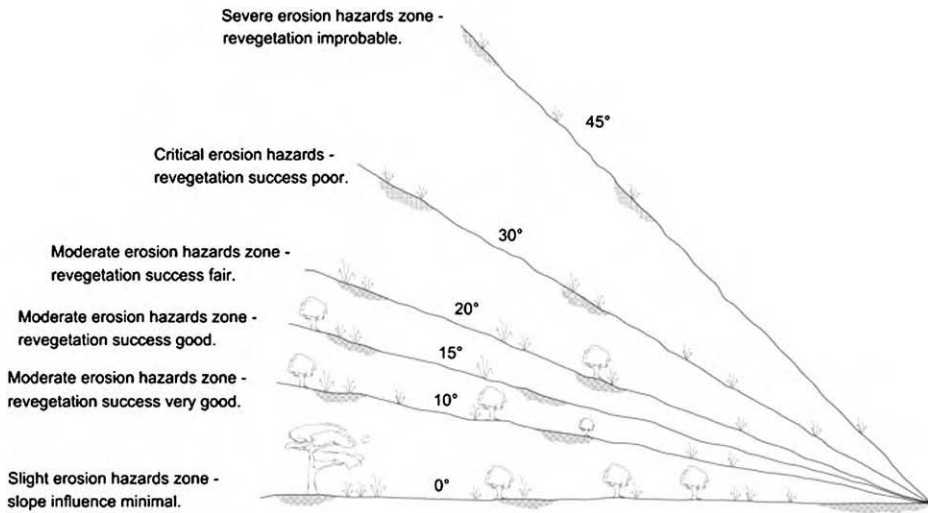 Severe erosion hazards zone -
revegetation improbable.
45°
Critical erosion hazards -
revegetation success poor.
30°
Moderate erosion hazards zone -
revegetation success fair.
20°
Moderate erosion hazards zone -
revegetation success good.
15°
Moderate erosion hazards zone -
revegetation success very good.
10°
Slight erosion hazards zone -
slope influence minimal.
0°